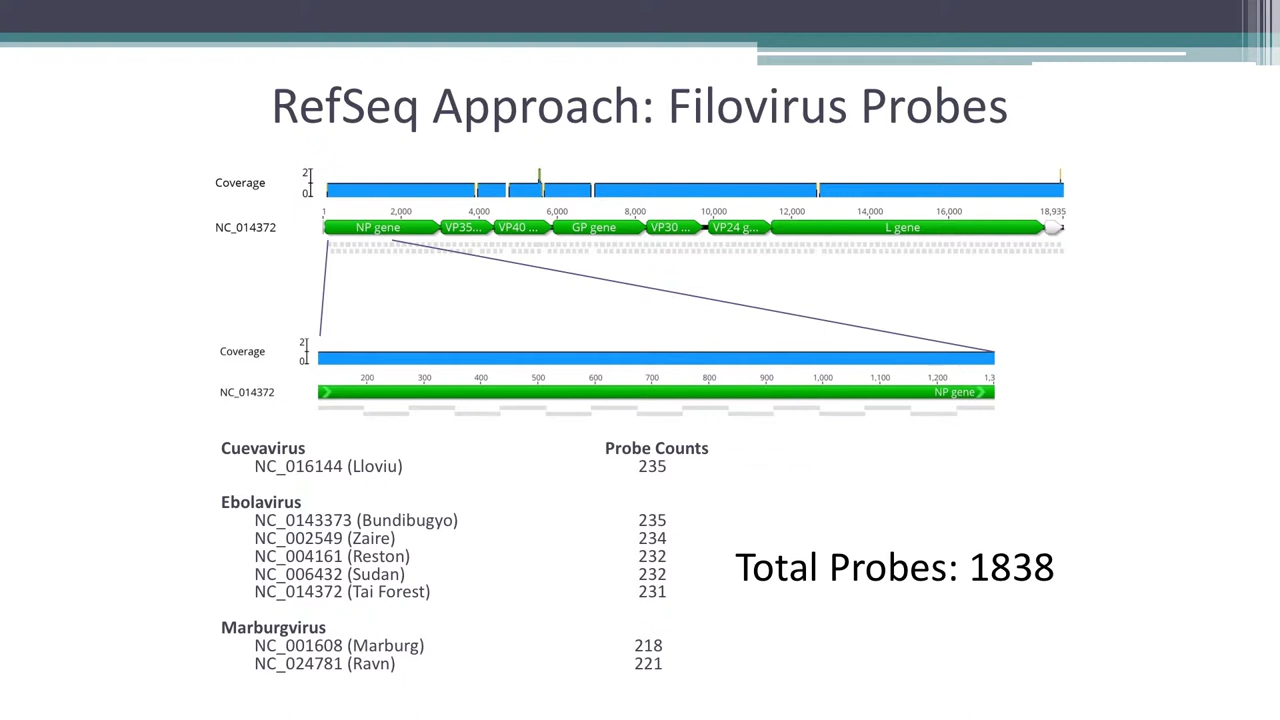 RefSeq Approach: Filovirus Probes
Coverage 2 0
1 2,000 4,000 6,000 8,000 10,000 12,000 14,000 16,000 18,935
NC_014372 NP gene VP35... VP40 ... GP gene VP30 ... VP24 g... L gene
Coverage 2 0
200 300 400 500 600 700 800 900 1,000 1,100 1,200 1,3
NC_014372 NP gene
Cuevavirus Probe Counts
NC_016144 (Lloviu) 235
Ebolavirus
NC_0143373 (Bundibugyo) 235
NC_002549 (Zaire) 234
NC_004161 (Reston) 232
NC_006432 (Sudan) 232
NC_014372 (Tai Forest) 231
Total Probes: 1838
Marburgvirus
NC_001608 (Marburg) 218
NC_024781 (Ravn) 221